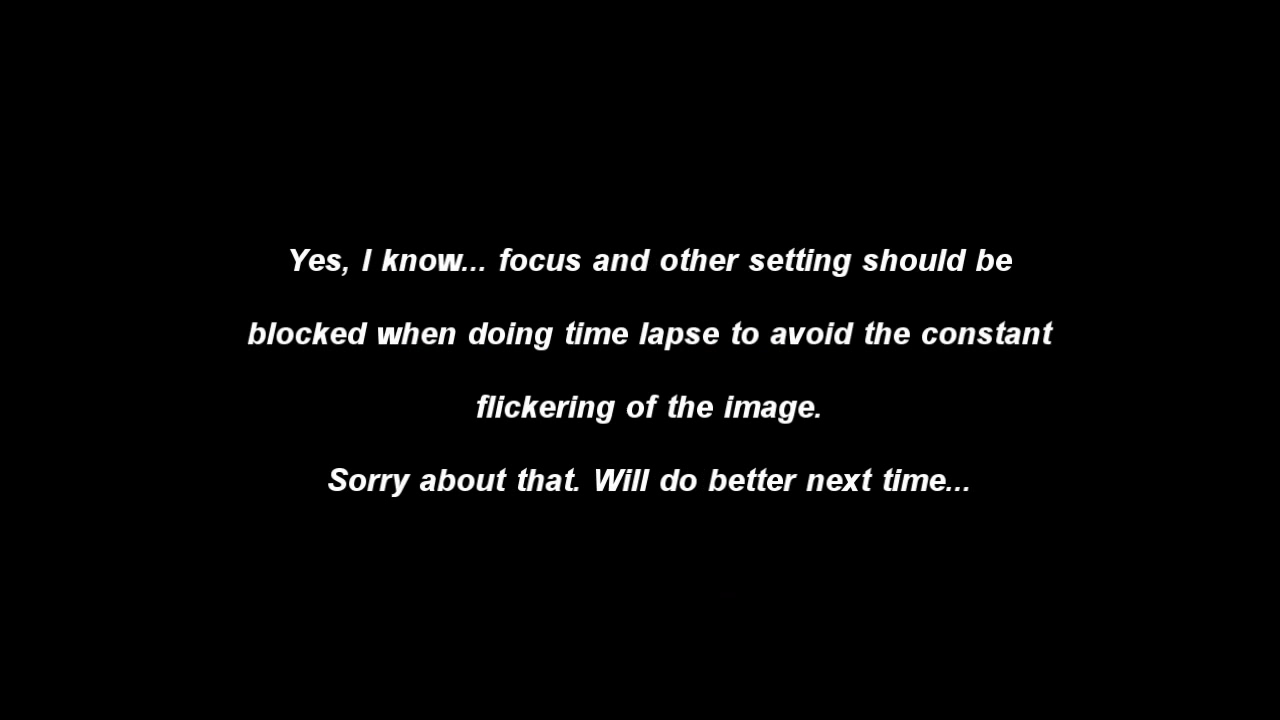 Yes, I know... focus and other setting should be
blocked when doing time lapse to avoid the constant
flickering of the image.
Sorry about that. Will do better next time...